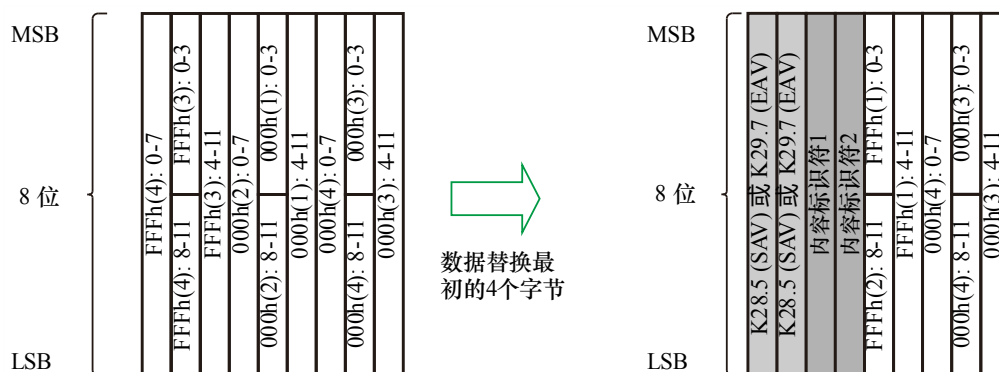 MSB
8 位
LSB
FFFh(4): 0-7
FFFh(3): 0-3
FFFh(4): 8-11
FFFh(3): 4-11
000h(2): 0-7
000h(1): 0-3
000h(2): 8-11
000h(1): 4-11
000h(4): 0-7
000h(3): 0-3
000h(4): 8-11
000h(3): 4-11
数据替换最
初的4个字节
MSB
8 位
LSB
K28.5 (SAV) 或 K29.7 (EAV)
K28.5 (SAV) 或 K29.7 (EAV)
内容标识符1
内容标识符2
FFFh(1): 0-3
FFFh(2): 8-11
FFFh(1): 4-11
000h(4): 0-7
000h(3): 0-3
000h(4): 8-11
000h(3): 4-11